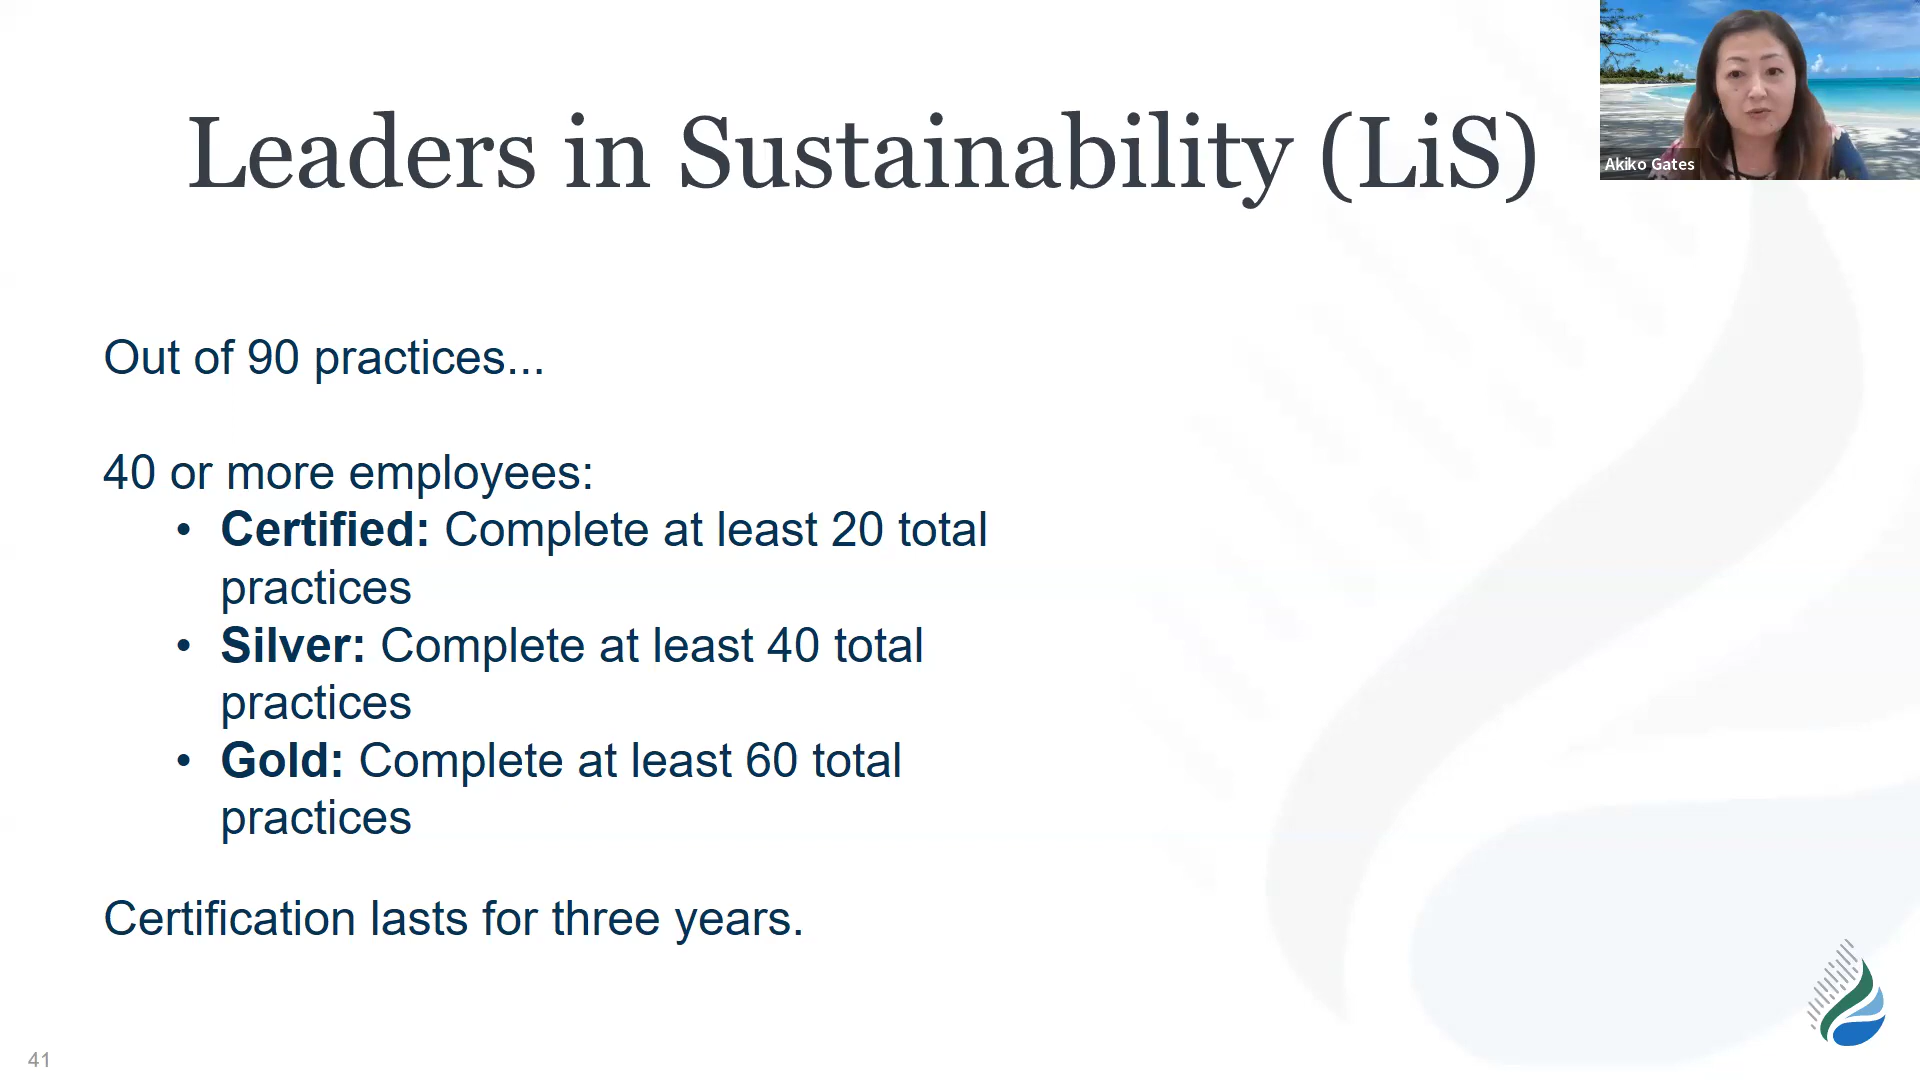 Leaders in Sustainability (LiS)
Akiko Gates
Out of 90 practices...
40 or more employees:
• Certified: Complete at least 20 total
practices
• Silver: Complete at least 40 total
practices
• Gold: Complete at least 60 total
practices
Certification lasts for three years.
41